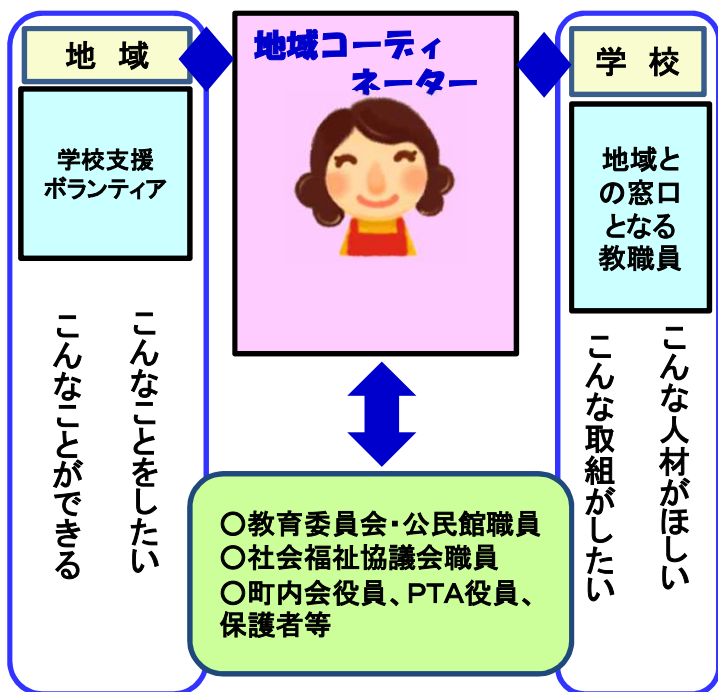 地 域
学校支援
ボランティア
こんなことをしたい
こんなことができる
地域コーディ
ネーター
学 校
地域と
の窓口
となる
教職員
こんな人材がほしい
こんな取組がしたい
○教育委員会・公民館職員
○社会福祉協議会職員
○町内会役員、PTA役員、
保護者等